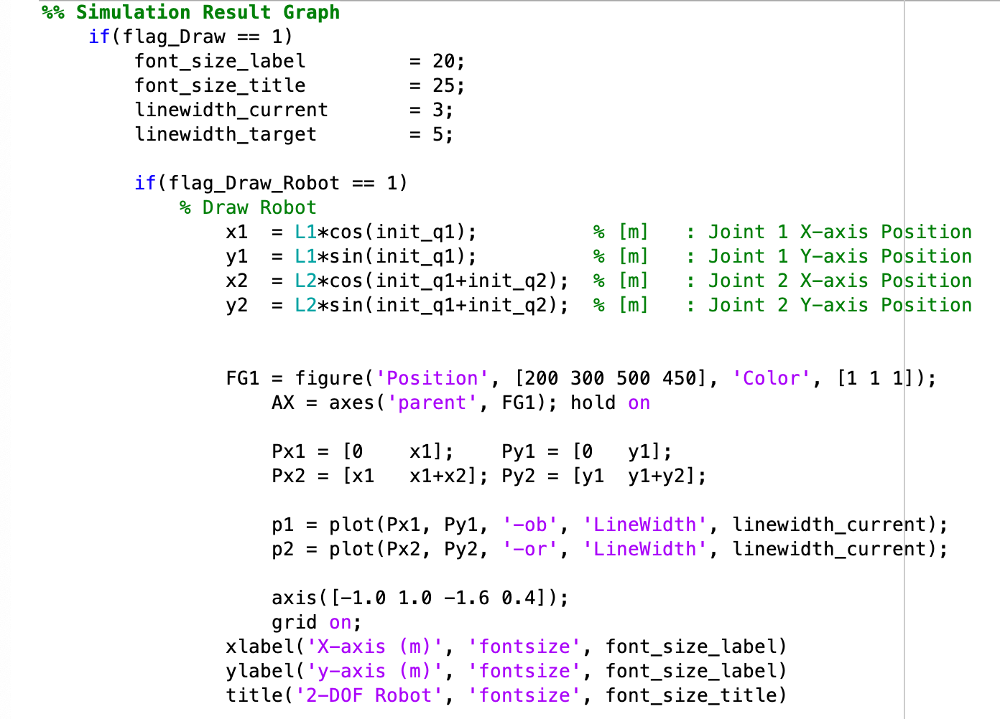 %% Simulation Result Graph
if(flag_Draw == 1)
font_size_label = 20;
font_size_title = 25;
linewidth_current = 3;
linewidth_target = 5;
if(flag_Draw_Robot == 1)
% Draw Robot
x1 = L1*cos(init_q1); % [m] : Joint 1 X-axis Position
y1 = L1*sin(init_q1); % [m] : Joint 1 Y-axis Position
x2 = L2*cos(init_q1+init_q2); % [m] : Joint 2 X-axis Position
y2 = L2*sin(init_q1+init_q2); % [m] : Joint 2 Y-axis Position
FG1 = figure('Position', [200 300 500 450], 'Color', [1 1 1]);
AX = axes('parent', FG1); hold on
Px1 = [0 x1]; Py1 = [0 y1];
Px2 = [x1 x1+x2]; Py2 = [y1 y1+y2];
p1 = plot(Px1, Py1, '-ob', 'LineWidth', linewidth_current);
p2 = plot(Px2, Py2, '-or', 'LineWidth', linewidth_current);
axis([-1.0 1.0 -1.6 0.4]);
grid on;
xlabel('X-axis (m)', 'fontsize', font_size_label)
ylabel('y-axis (m)', 'fontsize', font_size_label)
title('2-DOF Robot', 'fontsize', font_size_title)